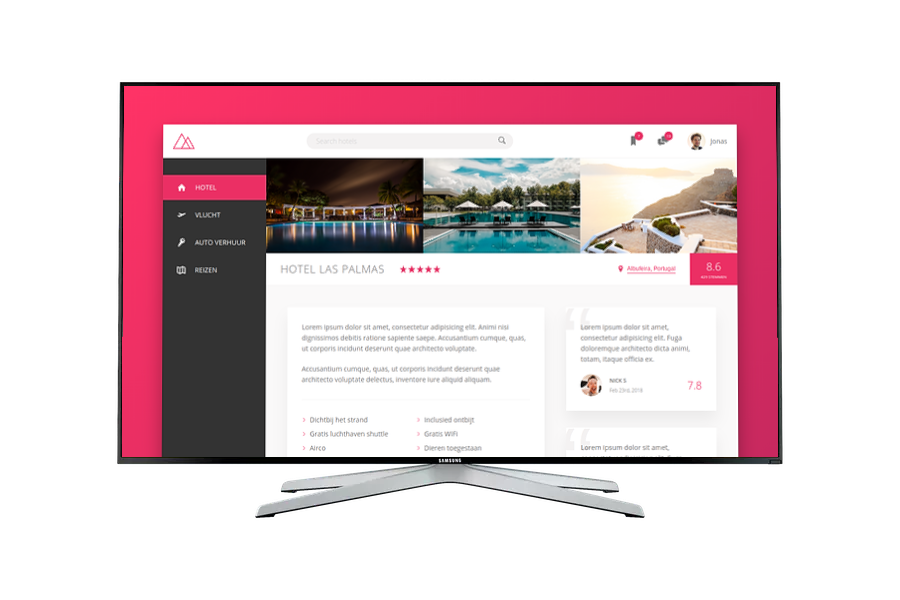 Search hotels
Jonas
HOTEL
VLUCHT
AUTO VERHUUR
REIZEN
HOTEL LAS PALMAS
Albufeira, Portugal
8.6
Lorem ipsum dolor sit amet, consectetur adipisicing elit. Animi nisi
dignissimos debitis ratione sapiente saepe. Accusantium cumque, quas,
ut corporis incidunt deserunt quae architecto voluptate.
Accusantium cumque, quas, ut corporis incidunt deserunt quae
architecto voluptate delectus, inventore iure aliquid aliquam.
Dichtbij het strand
Gratis luchthaven shuttle
Airco
Inclusied ontbijt
Gratis WiFi
Dieren toegestaan
Lorem ipsum dolor sit amet,
consectetur adipisicing elit. Fuga
doloremque architecto dicta animi,
totam, itaque officia ex.
NICK S
Feb 23rd, 2018
7.8
Lorem ipsum dolor sit amet,
SAMSUNG